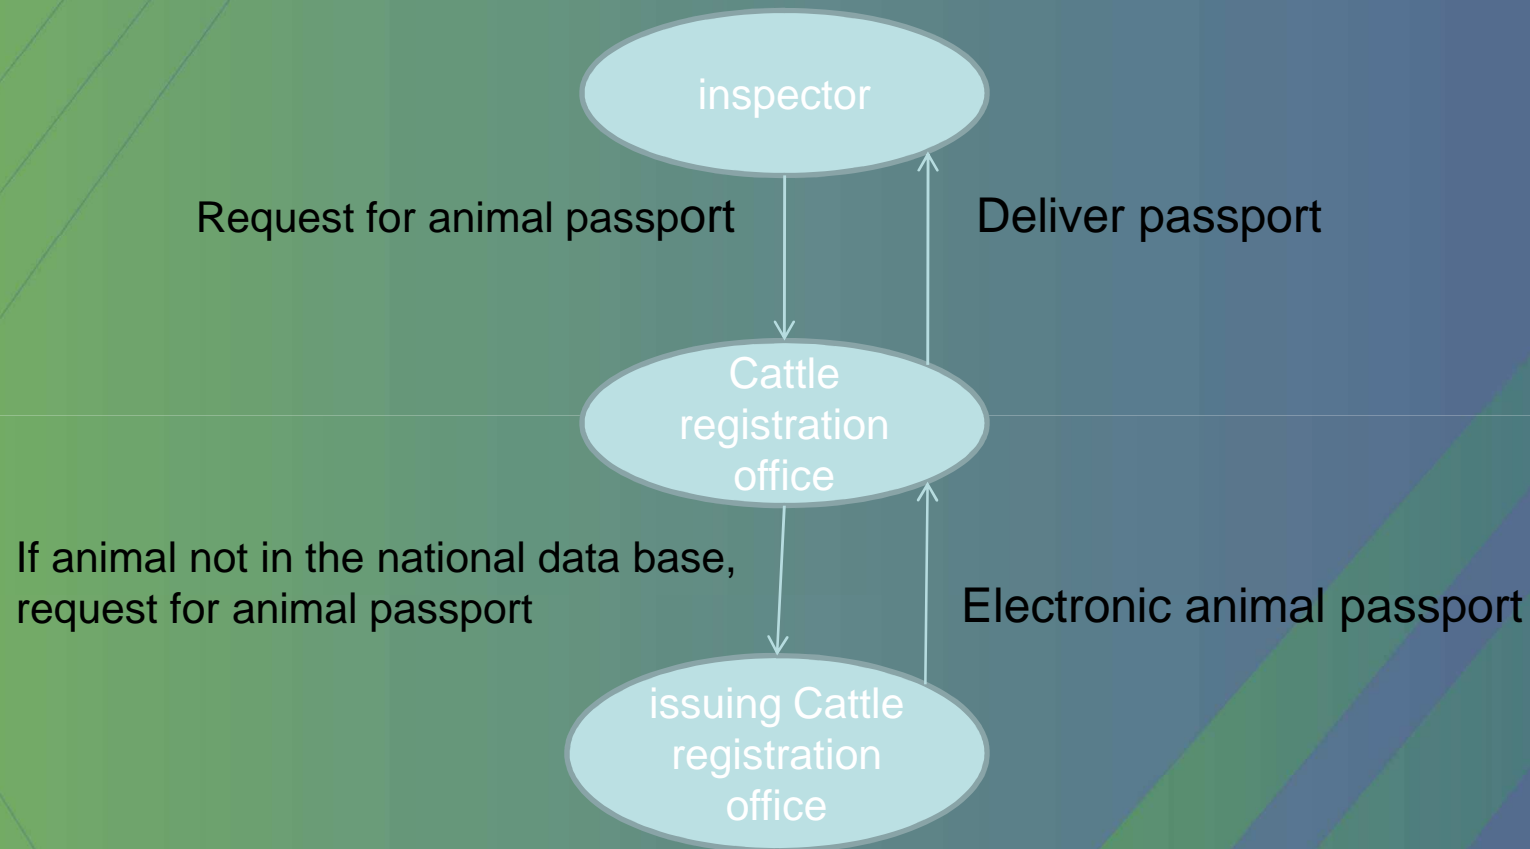 inspector
Request for animal passport
Deliver passport
Cattle
registration
office
If animal not in the national data base,
request for animal passport
Electronic animal passport
issuing Cattle
registration
office